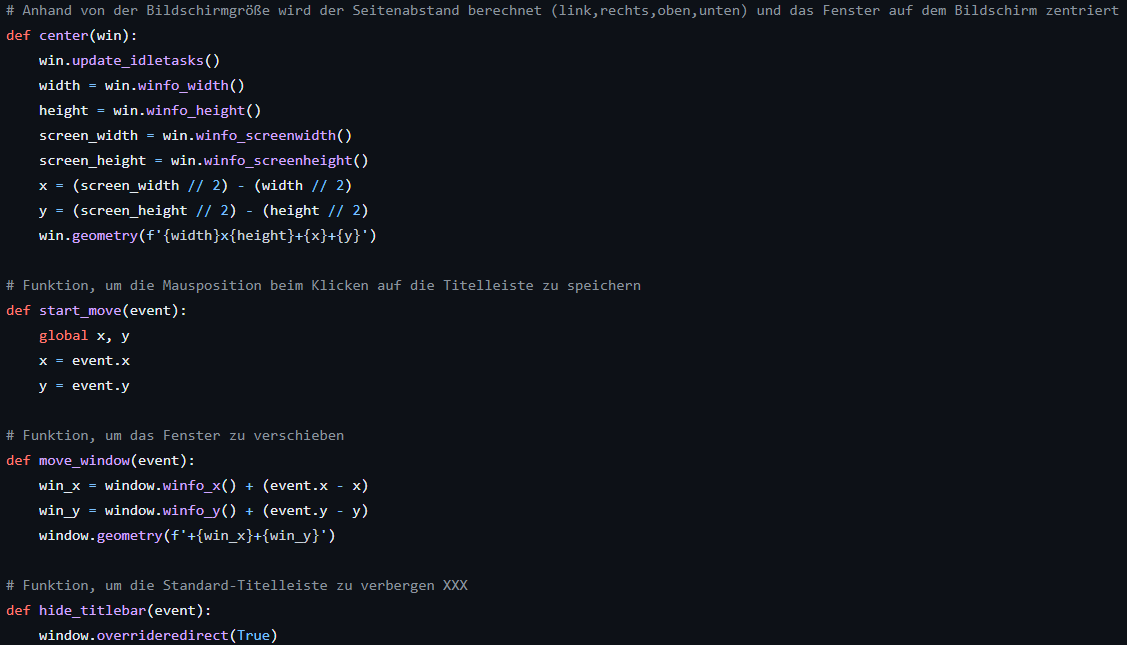 # Anhand von der Bildschirmgröße wird der Seitenabstand berechnet (link,rechts,oben,unten) und das Fenster auf dem Bildschirm zentriert
def center(win):
    win.update_idletasks()
    width = win.winfo_width()
    height = win.winfo_height()
    screen_width = win.winfo_screenwidth()
    screen_height = win.winfo_screenheight()
    x = (screen_width // 2) - (width // 2)
    y = (screen_height // 2) - (height // 2)
    win.geometry(f'{width}x{height}+{x}+{y}')

# Funktion, um die Mausposition beim Klicken auf die Titelleiste zu speichern
def start_move(event):
    global x, y
    x = event.x
    y = event.y

# Funktion, um das Fenster zu verschieben
def move_window(event):
    win_x = window.winfo_x() + (event.x - x)
    win_y = window.winfo_y() + (event.y - y)
    window.geometry(f'+{win_x}+{win_y}')

# Funktion, um die Standard-Titelleiste zu verbergen XXX
def hide_titlebar(event):
    window.overrideredirect(True)